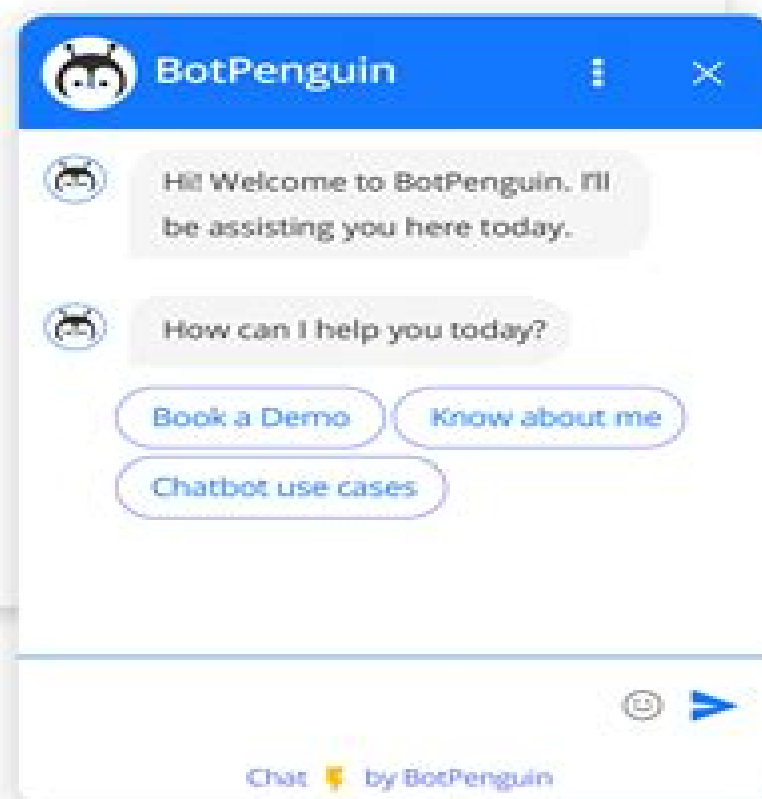 BotPenguin
Hi! Welcome to BotPenguin. I'll
be assisting you here today.
How can I help you today?
Book a Demo
Know about me
Chatbot use cases
Chat by BotPenguin